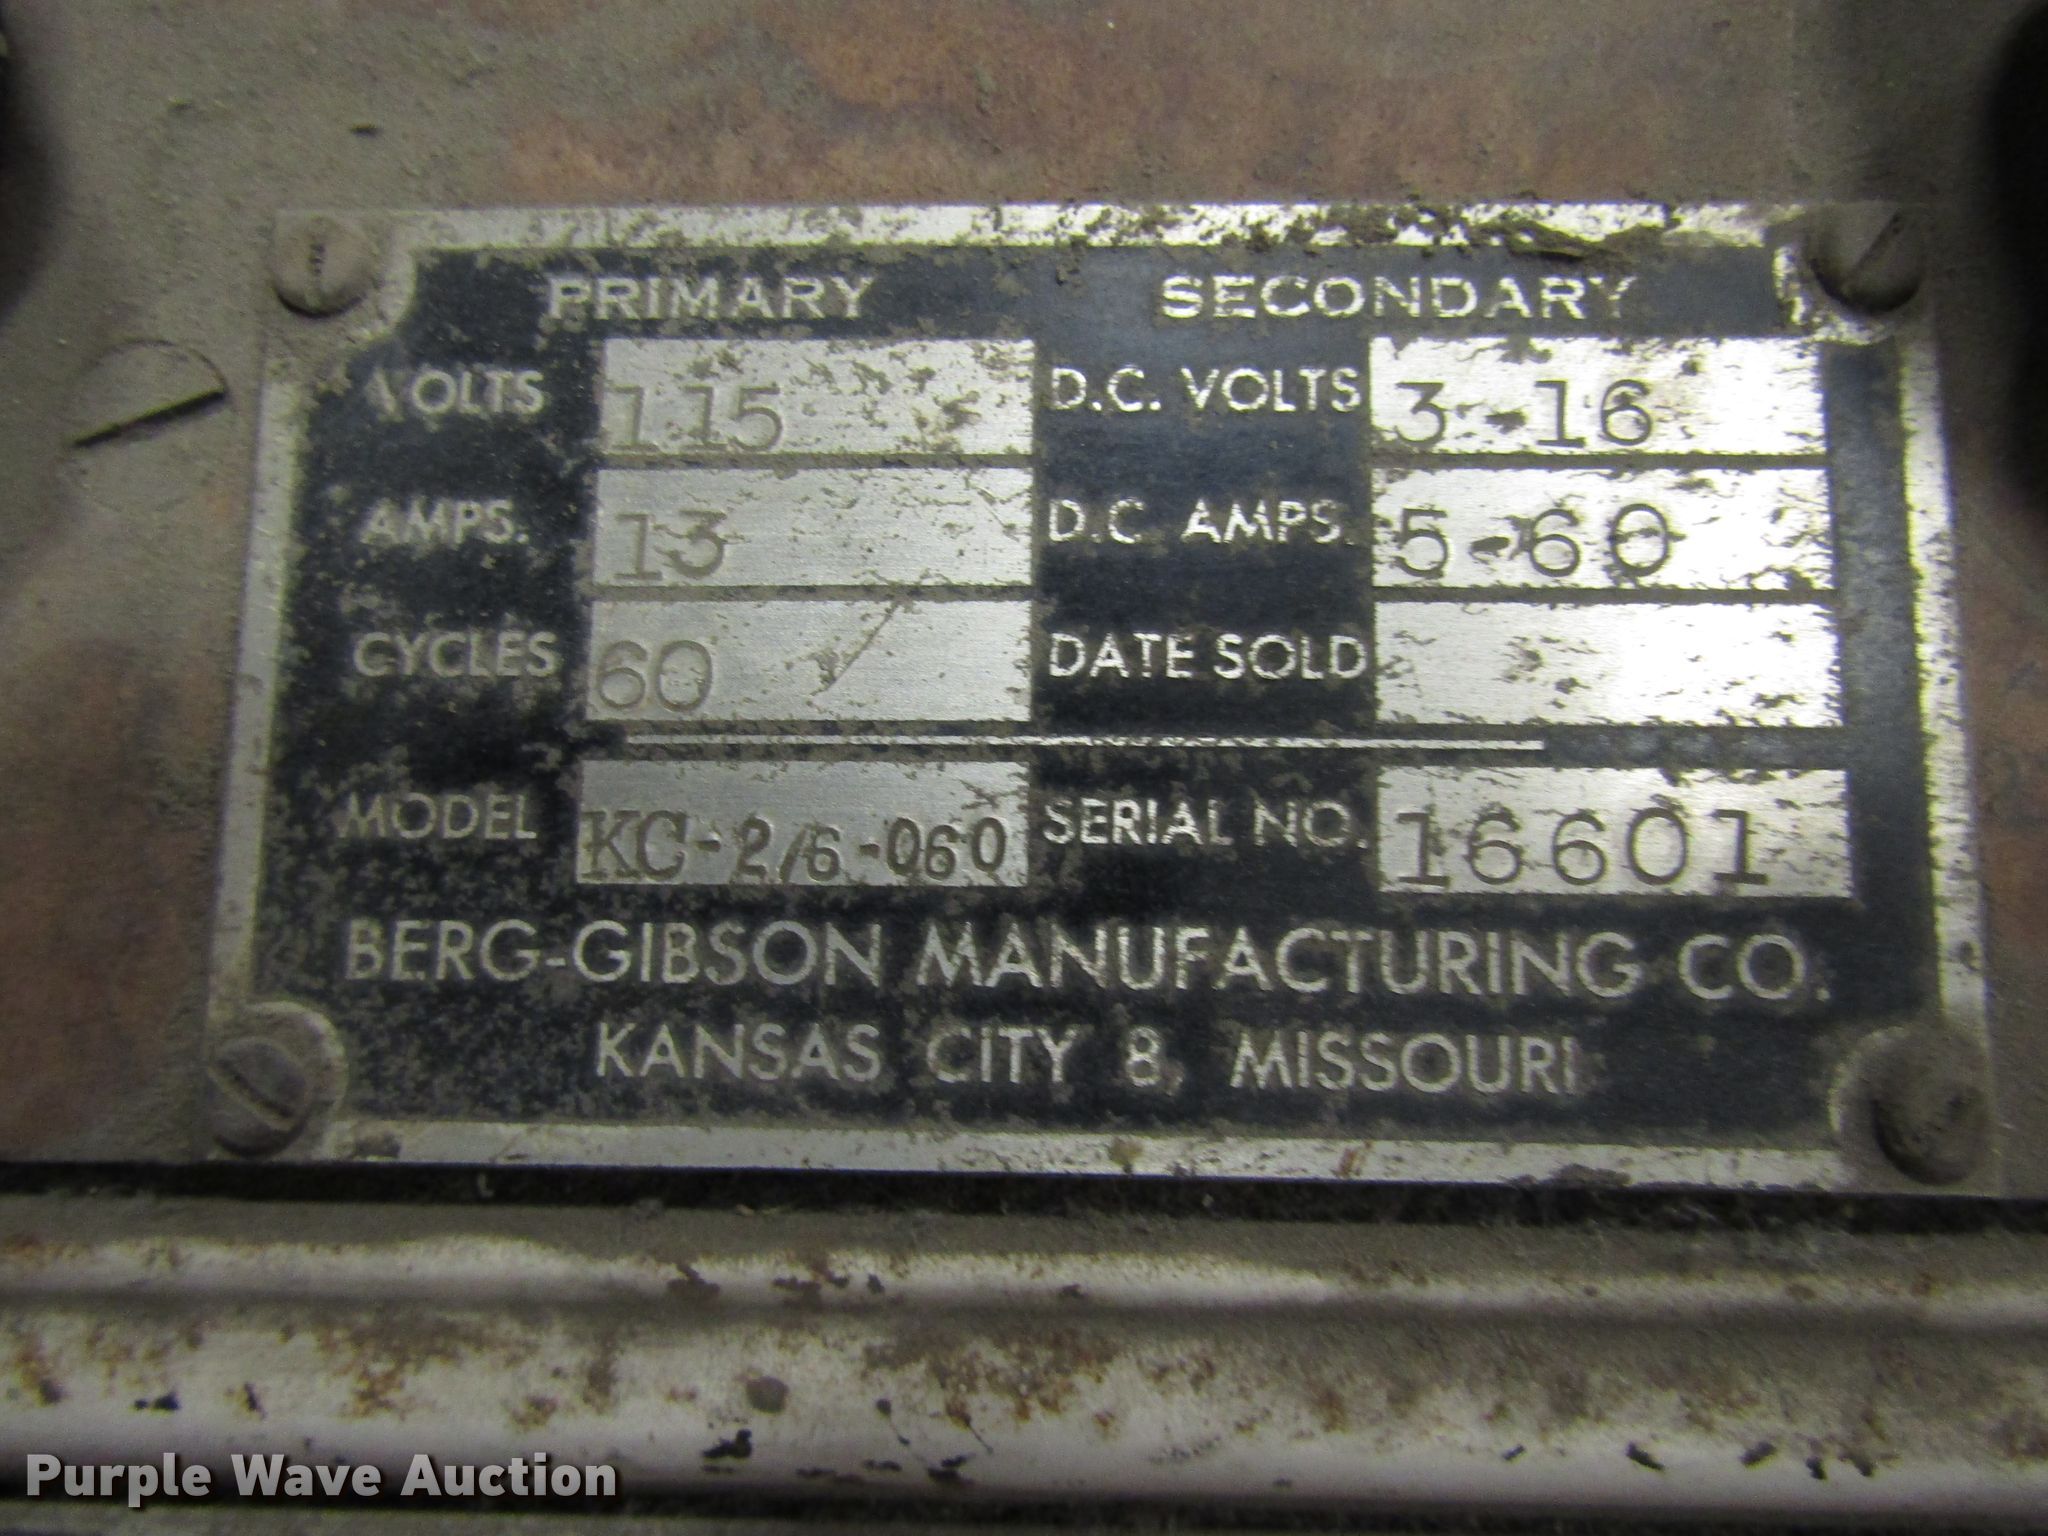 PRIMARY SECONDARY
VOLTS 115 D.C. VOLTS 3-16
AMPS. 13 D.C. AMPS. 5-60
CYCLES 60 DATE SOLD
MODEL KC-2/6-060 SERIAL NO. 16601
BERG-GIBSON MANUFACTURING CO.
KANSAS CITY 8, MISSOURI
Purple Wave Auction